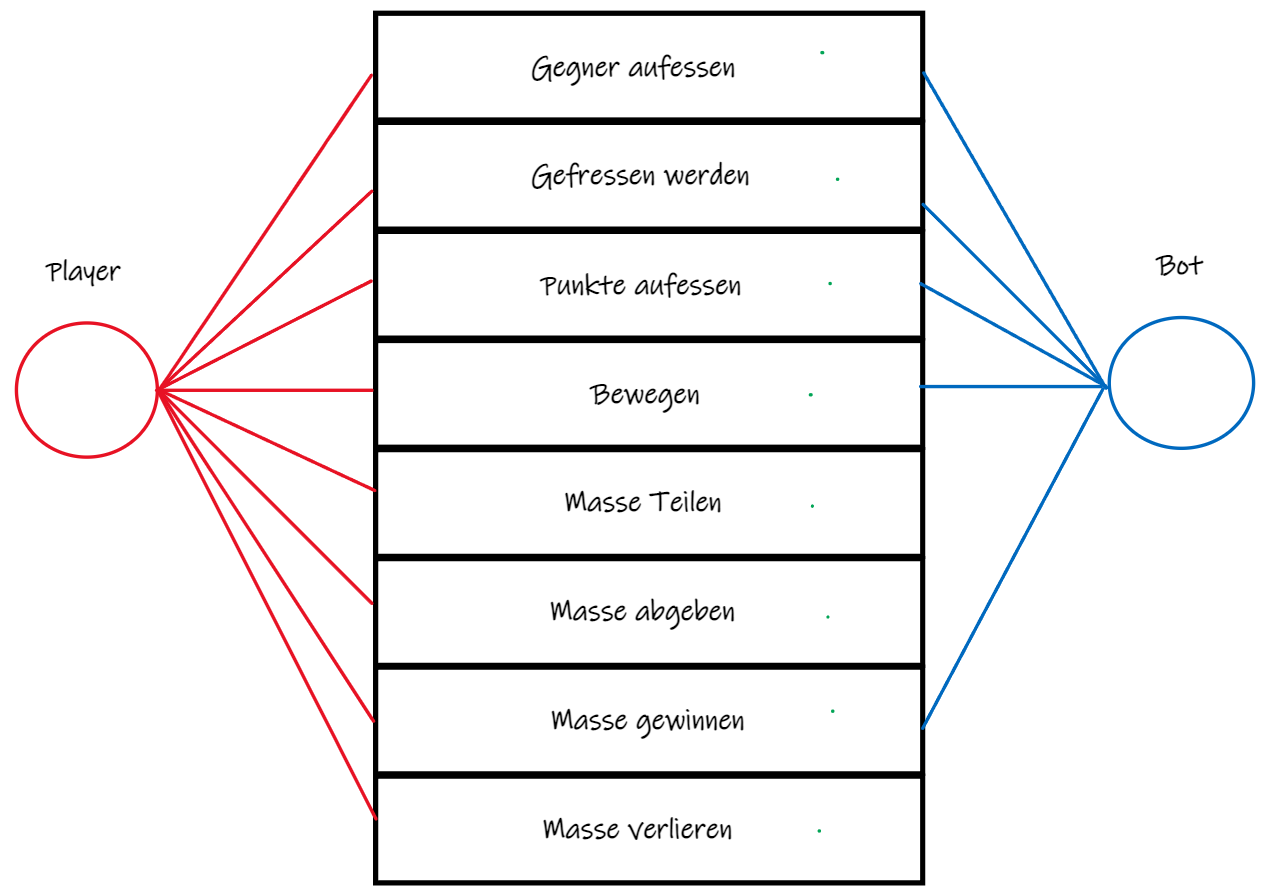 Gegner aufessen
Gefressen werden
Player
Bot
Punkte aufessen
Bewegen
Masse Teilen
Masse abgeben
Masse gewinnen
Masse verlieren